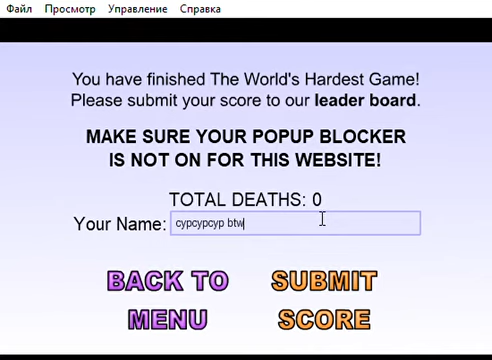 Файл Просмотр Управление Справка
You have finished The World's Hardest Game!
Please submit your score to our leader board.
MAKE SURE YOUR POPUP BLOCKER
IS NOT ON FOR THIS WEBSITE!
TOTAL DEATHS: 0
Your Name: cypcypcyp btw
BACK TO MENU
SUBMIT SCORE